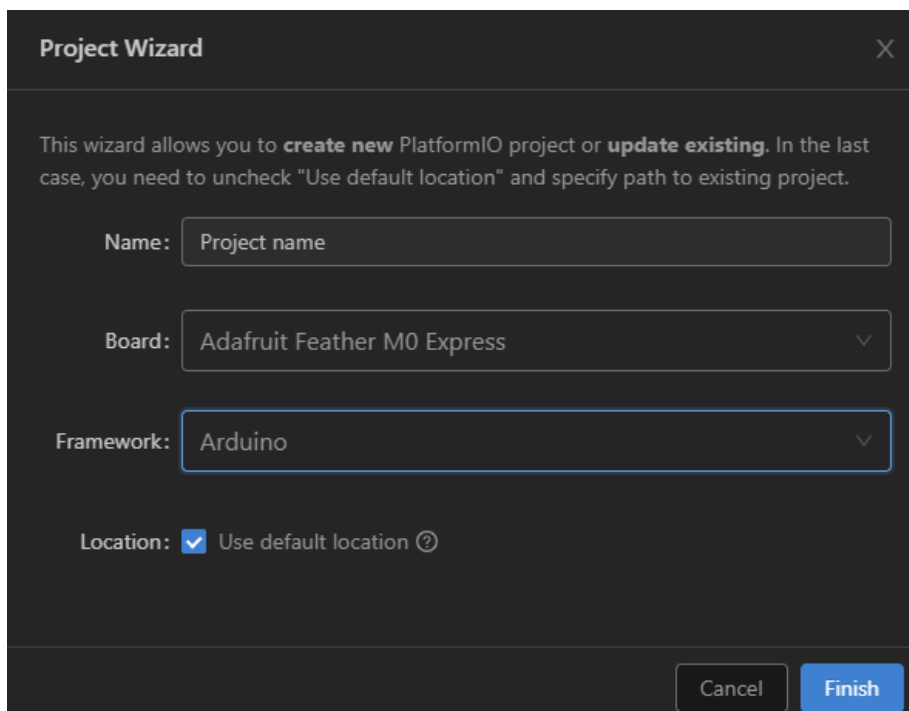 Project Wizard
This wizard allows you to create new PlatformIO project or update existing. In the last
case, you need to uncheck "Use default location" and specify path to existing project.
Name: Project name
Board: Adafruit Feather M0 Express
Framework: Arduino
Location: Use default location
Cancel Finish